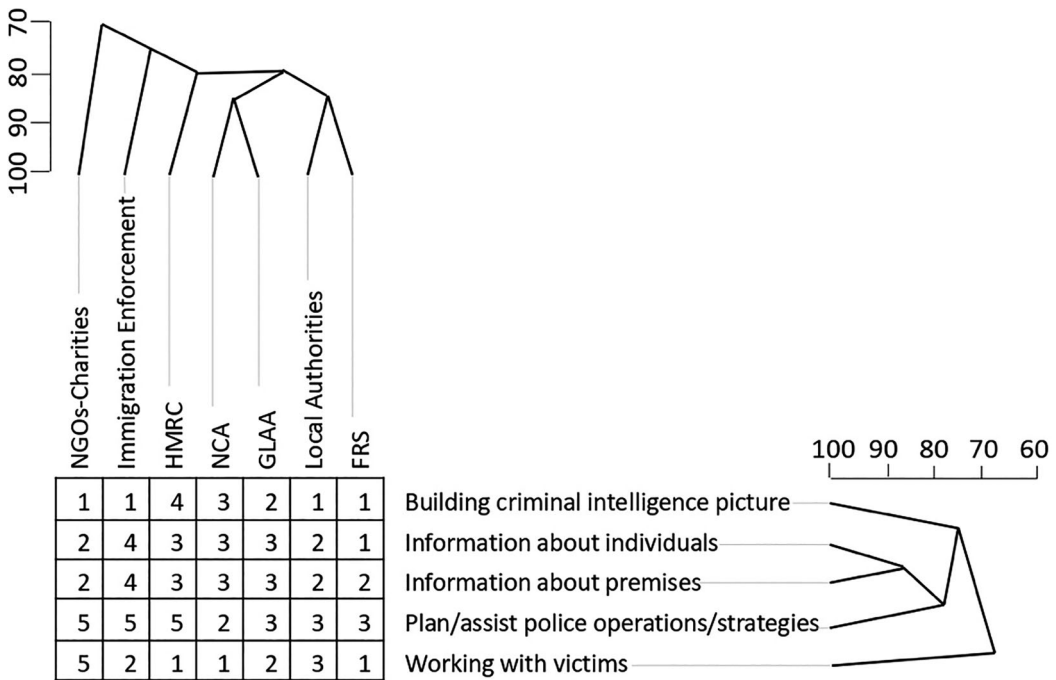 70
80
90
100
NGOs-Charities
Immigration Enforcement
HMRC
NCA
GLAA
Local Authorities
FRS
100 90 80 70 60
1 1 4 3 2 1 1 Building criminal intelligence picture
2 4 3 3 3 2 1 Information about individuals
2 4 3 3 3 2 2 Information about premises
5 5 5 2 3 3 3 Plan/assist police operations/strategies
5 2 1 1 2 3 1 Working with victims